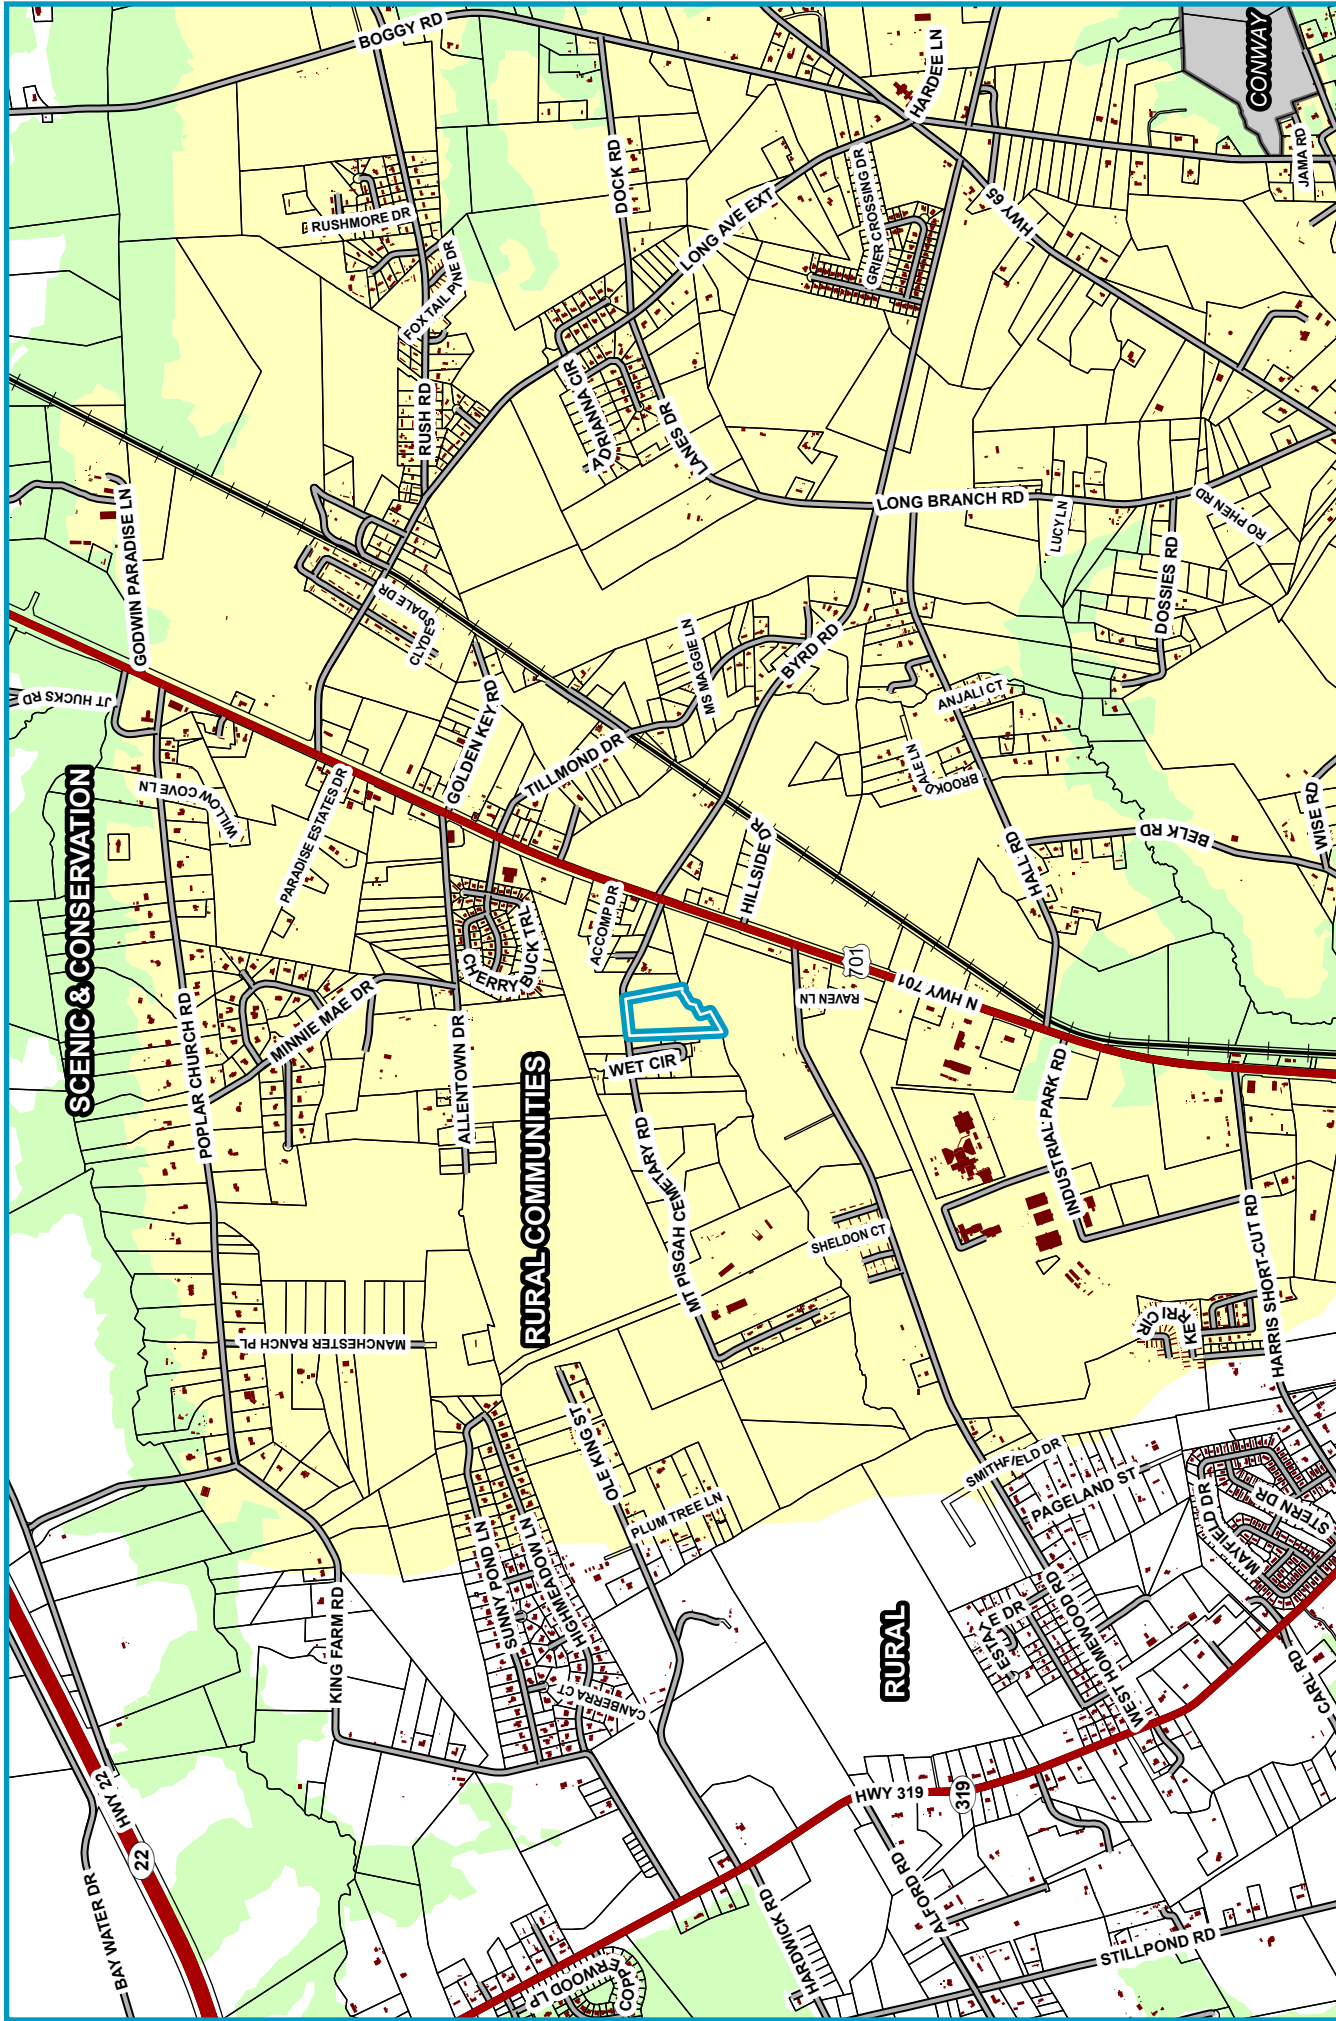 BOGGY RD
CONWAY
HARDEE LN
JAMA RD
DOCK RD
RUSHMORE DR
GRIER CROSSING DR
HWY 65
LONG AVE EXT
FOX TAIL PINE DR
RUSH RD
ADRIANNA CIR
LANES DR
LONG BRANCH RD
LUCY LN
RO PHEN RD
GODWIN PARADISE LN
DOSSIES RD
CLYDES DALE DR
JT HUCKS RD
GOLDEN KEY RD
MS MAGGIE LN
BYRD RD
ANJALI CT
TILLMOND DR
BROOKDALE LN
SCENIC & CONSERVATION
WILLOW COVE LN
PARADISE ESTATES DR
HILLSIDE DR
HALL RD
BELK RD
WISE RD
ACCOMP DR
CHERRY BUCK TRL
701
N HWY 701
RAVEN LN
POPLAR CHURCH RD
MINNIE MAE DR
ALLENTOWN DR
RURAL COMMUNITIES
WET CIR
MT PISGAH CEMETARY RD
INDUSTRIAL PARK RD
SHELDON CT
HARRIS SHORT-CUT RD
MANCHESTER RANCH PL
KERRI CIR
OLE KING ST
PLUM TREE LN
SMITHFIELD DR
PAGELAND ST
MAYFIELD DR
STERN DR
SUNNY POND LN
HIGHMEADOW LN
KING FARM RD
CANBERRA CT
RURAL
ESTATE DR
WEST HOMEWOOD RD
CARL RD
HWY 22
22
BAY WATER DR
HWY 319
319
ALFORD RD
HARDWICK RD
STILLPOND RD
COPPERWOOD LP